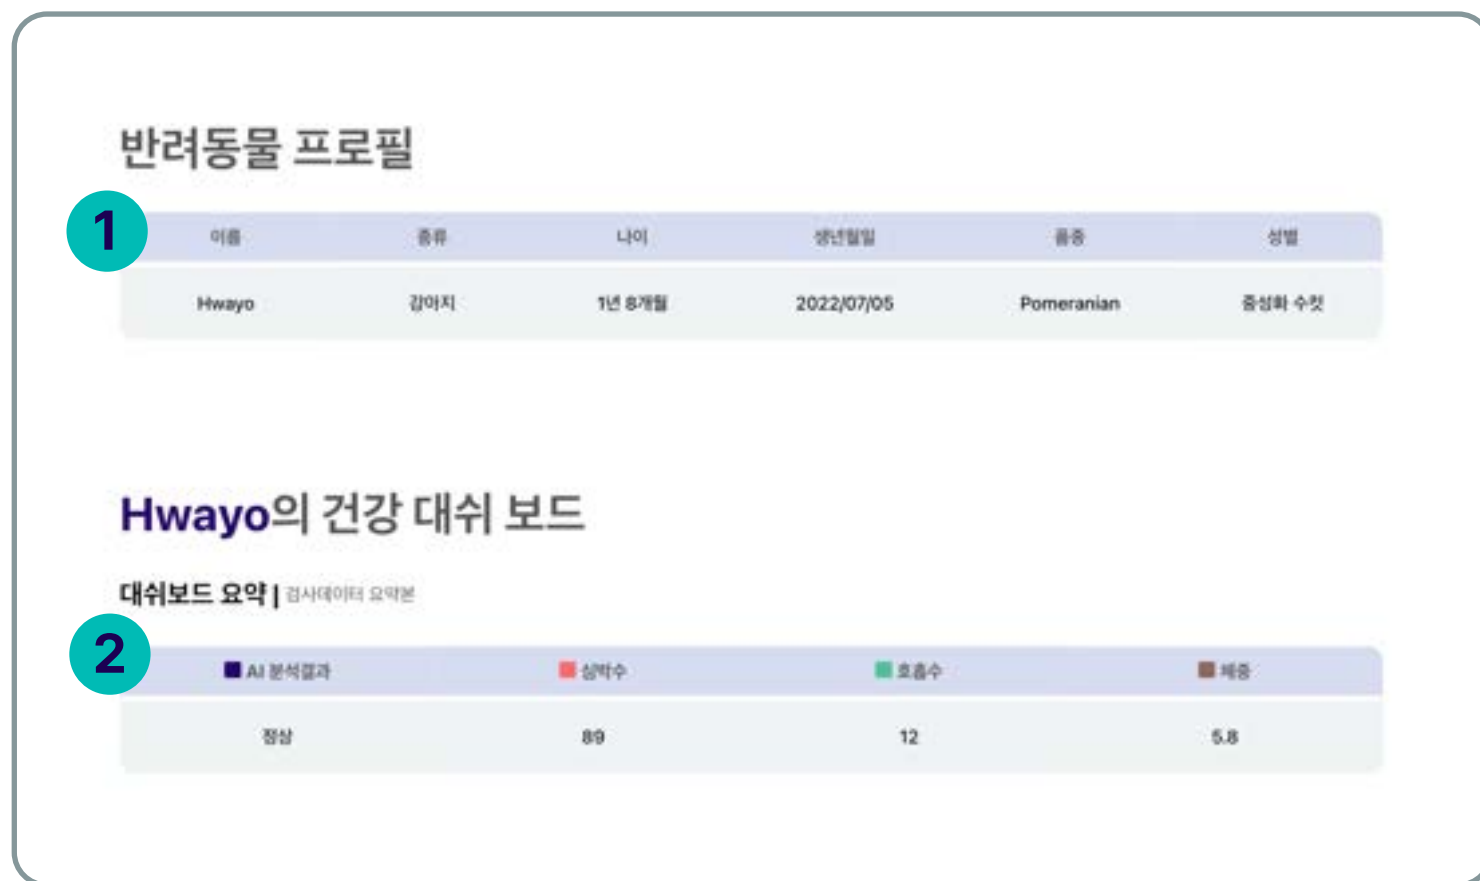 반려동물 프로필
1
이름 종류 나이 생년월일 품종 성별
Hwayo 강아지 1년 8개월 2022/07/05 Pomeranian 중성화 수컷
Hwayo의 건강 대쉬 보드
대쉬보드 요약 | 검사데이터 요약본
2
AI 분석결과 심박수 호흡수 체중
정상 89 12 5.8